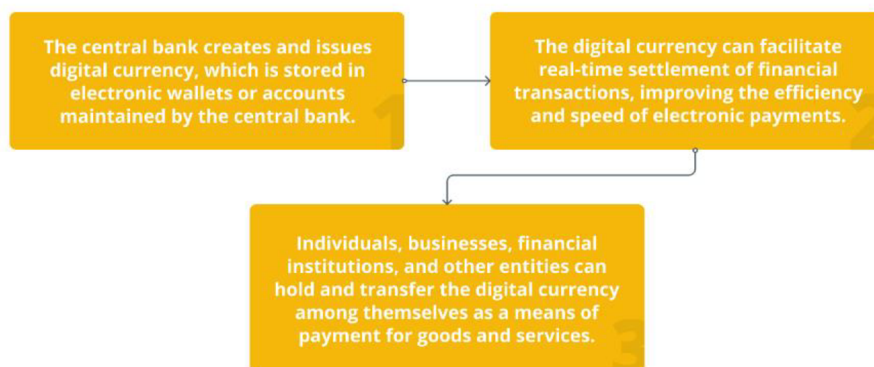 The central bank creates and issues
digital currency, which is stored in
electronic wallets or accounts
maintained by the central bank.
1
The digital currency can facilitate
real-time settlement of financial
transactions, improving the efficiency
and speed of electronic payments.
2
Individuals, businesses, financial
institutions, and other entities can
hold and transfer the digital currency
among themselves as a means of
payment for goods and services.
3